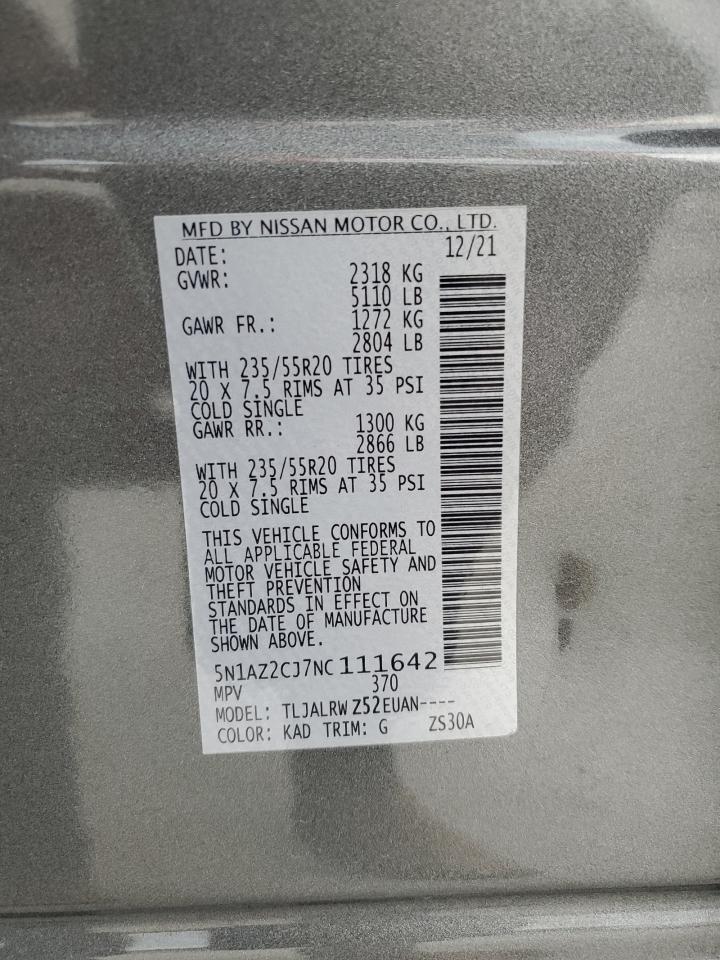 MFD BY NISSAN MOTOR CO., LTD.
DATE: 12/21
GVWR: 2318 KG
5110 LB
GAWR FR.: 1272 KG
2804 LB
WITH 235/55R20 TIRES
20 X 7.5 RIMS AT 35 PSI
COLD SINGLE
GAWR RR.: 1300 KG
2866 LB
WITH 235/55R20 TIRES
20 X 7.5 RIMS AT 35 PSI
COLD SINGLE
THIS VEHICLE CONFORMS TO
ALL APPLICABLE FEDERAL
MOTOR VEHICLE SAFETY AND
THEFT PREVENTION
STANDARDS IN EFFECT ON
THE DATE OF MANUFACTURE
SHOWN ABOVE.
5N1AZ2CJ7NC111642
MPV 370
MODEL: TLJALRW Z52EUAN----
COLOR: KAD TRIM: G ZS30A